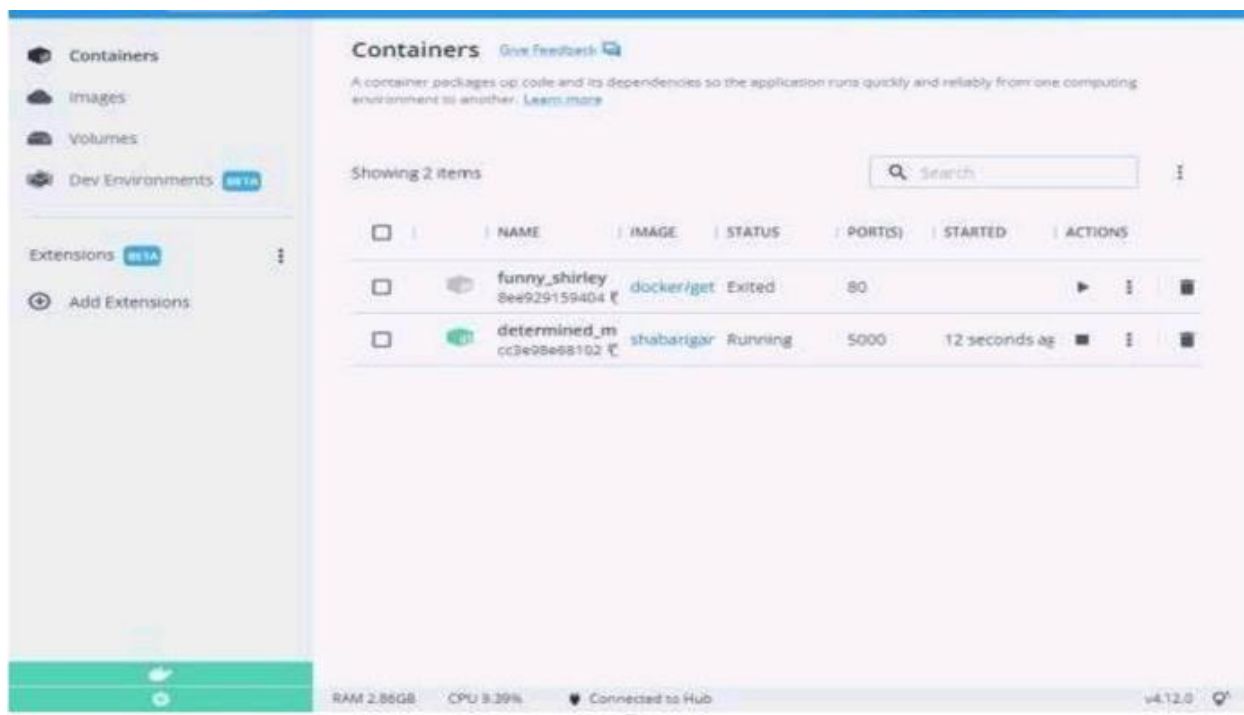 Containers
Images
Volumes
Dev Environments BETA
Extensions BETA
Add Extensions
Containers Give Feedback
A container packages up code and its dependencies so the application runs quickly and reliably from one computing
environment to another. Learn more
Showing 2 items
Search
NAME IMAGE STATUS PORT(S) STARTED ACTIONS
funny_shirley docker/get Exited 80
8ee929159404
determined_m shabarigar Running 5000 12 seconds ag
cc3e98e68102
RAM 2.86GB CPU 9.39% Connected to Hub v4.12.0